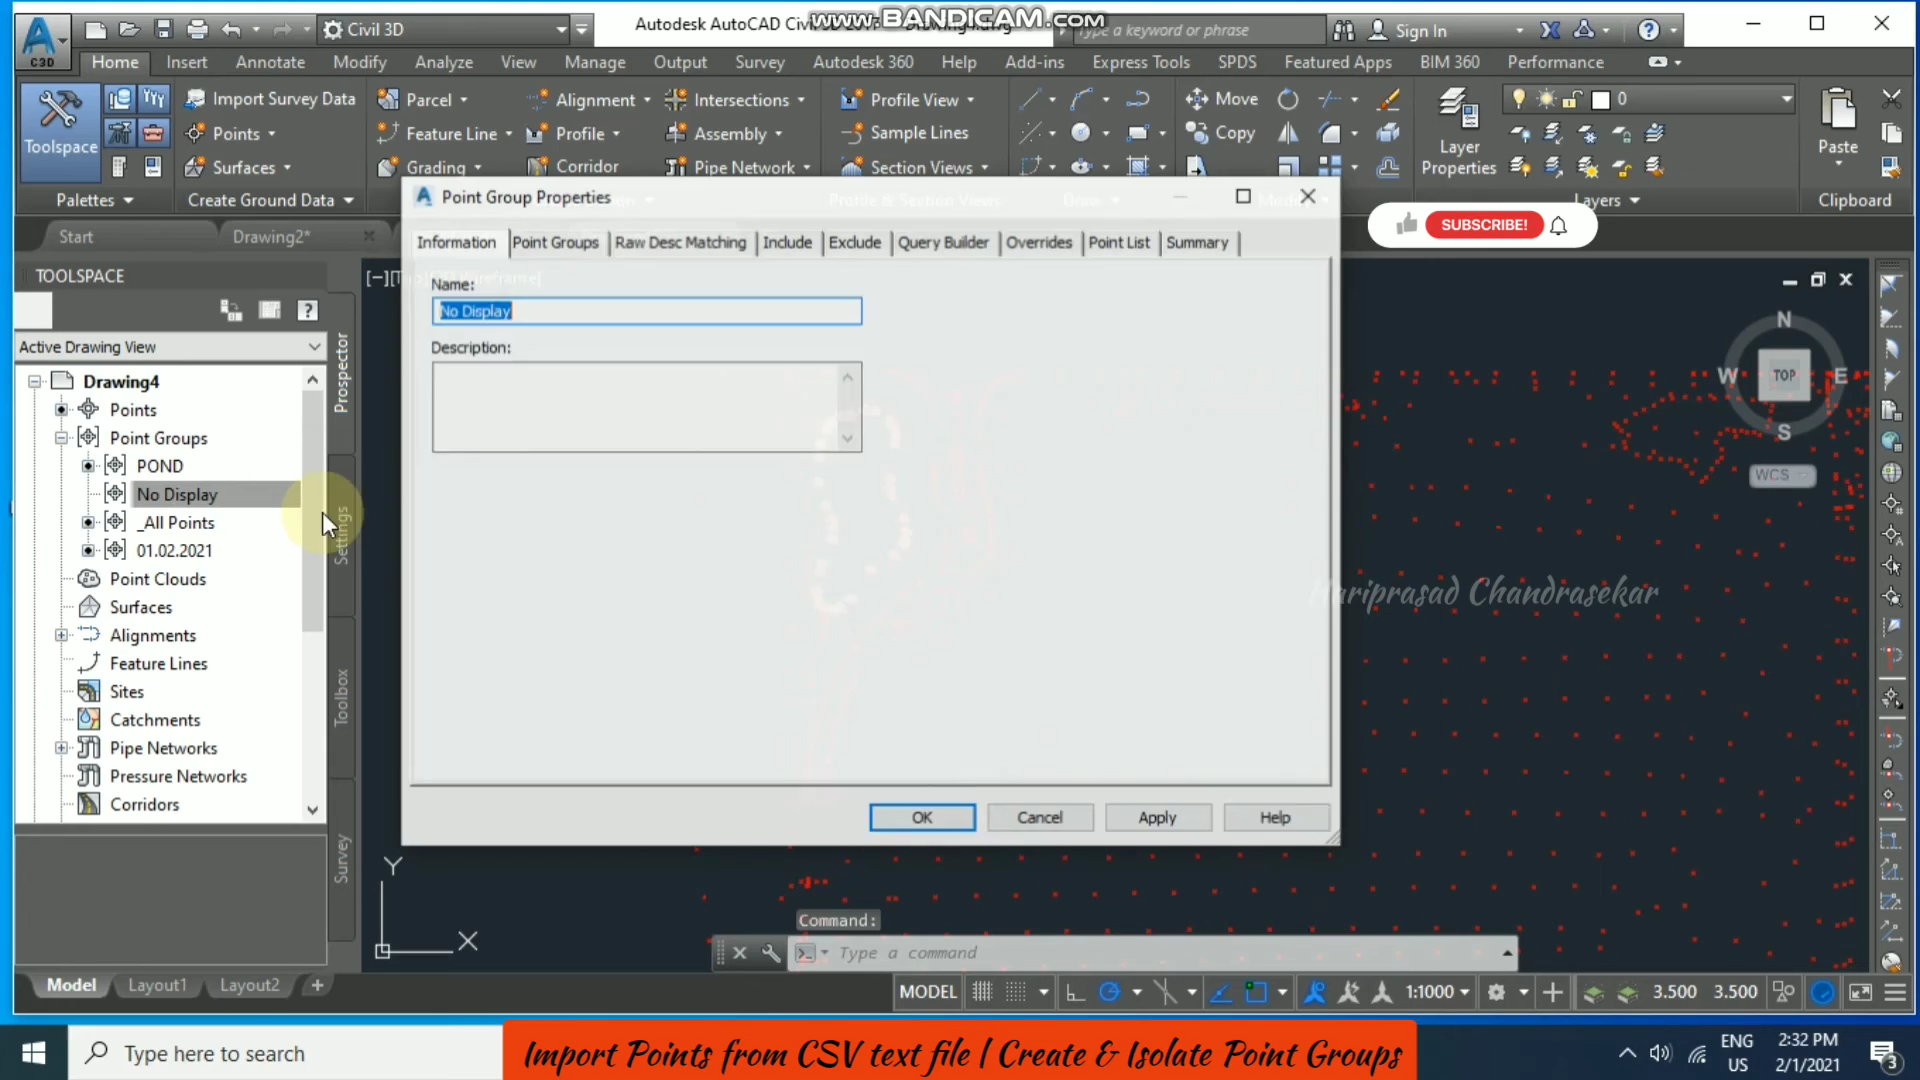 www.BANDICAM.com
C3D
Civil 3D
Type a keyword or phrase
Sign In
Home Insert Annotate Modify Analyze View Manage Output Survey Autodesk 360 Help Add-ins Express Tools SPDS Featured Apps BIM 360 Performance
Toolspace
Import Survey Data
Points
Surfaces
Parcel
Feature Line
Grading
Alignment
Profile
Corridor
Intersections
Assembly
Pipe Network
Profile View
Sample Lines
Section Views
Move
Copy
Layer
Properties
0
Paste
Palettes
Create Ground Data
Layers
Clipboard
Start
Drawing2*
SUBSCRIBE!
TOOLSPACE
Active Drawing View
Drawing4
Points
Point Groups
POND
No Display
_All Points
01.02.2021
Point Clouds
Surfaces
Alignments
Feature Lines
Sites
Catchments
Pipe Networks
Pressure Networks
Corridors
Prospector
Settings
Toolbox
Survey
Point Group Properties
Information Point Groups Raw Desc Matching Include Exclude Query Builder Overrides Point List Summary
Name:
No Display
Description:
OK Cancel Apply Help
N
W TOP E
S
WCS
Hariprasad Chandrasekar
Y
X
Command:
Type a command
Model Layout1 Layout2
MODEL 1:1000 3.500 3.500
Type here to search
Import Points from CSV text file | Create & Isolate Point Groups
ENG
US
2:32 PM
2/1/2021
3